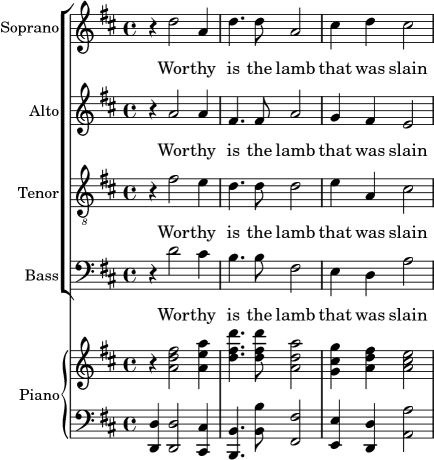 Soprano
Worthy is the lamb that was slain
Alto
Worthy is the lamb that was slain
Tenor
8
Worthy is the lamb that was slain
Bass
Worthy is the lamb that was slain
Piano